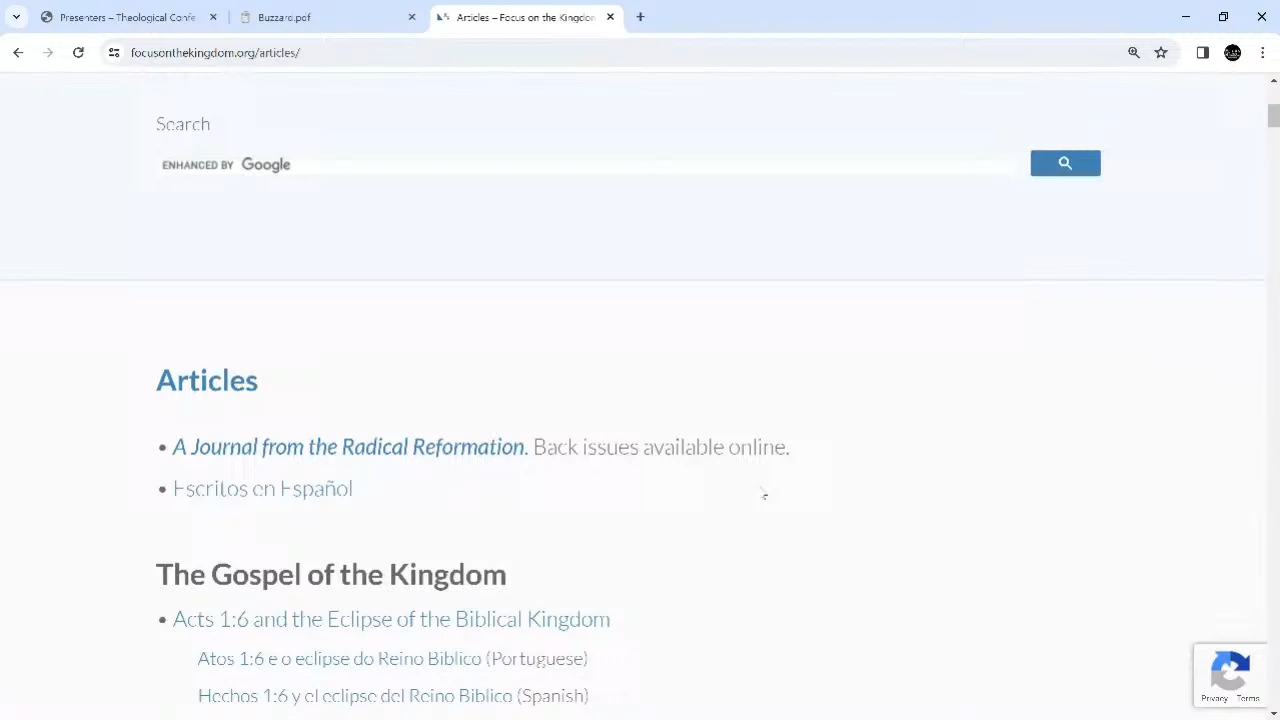 Presenters – Theological Confe
Buzzard.pdf
Articles – Focus on the Kingdom
focusonthekingdom.org/articles/
Search
ENHANCED BY Google
Articles
• A Journal from the Radical Reformation. Back issues available online.
• Escritos en Español
The Gospel of the Kingdom
• Acts 1:6 and the Eclipse of the Biblical Kingdom
Atos 1:6 e o eclipse do Reino Bíblico (Portuguese)
Hechos 1:6 y el eclipse del Reino Bíblico (Spanish)
Privacy - Terms